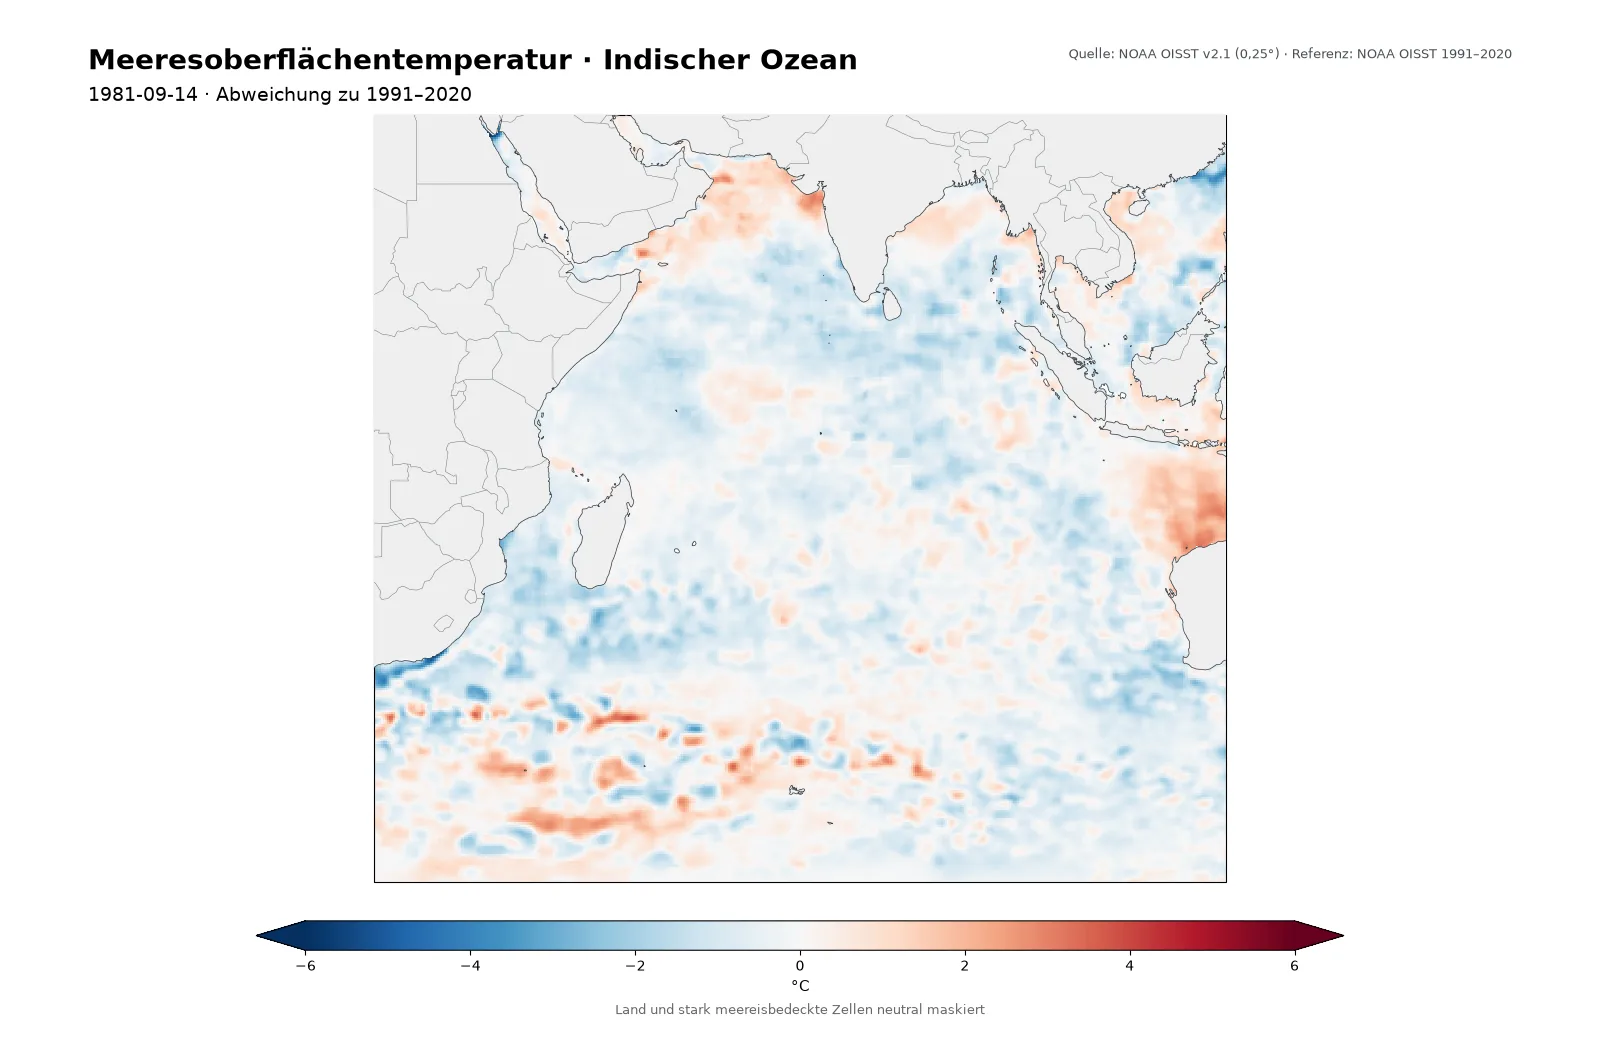 Meeresoberflächentemperatur · Indischer Ozean
Quelle: NOAA OISST v2.1 (0,25°) · Referenz: NOAA OISST 1991–2020
1981-09-14 · Abweichung zu 1991–2020
−6 −4 −2 0 2 4 6
°C
Land und stark meereisbedeckte Zellen neutral maskiert